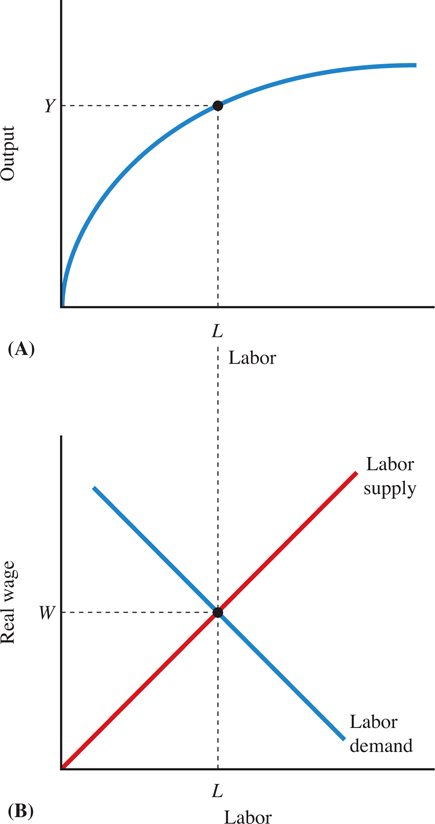 Y
Output
L
(A)
Labor
Labor
supply
Real wage
W
Labor
demand
L
(B)
Labor